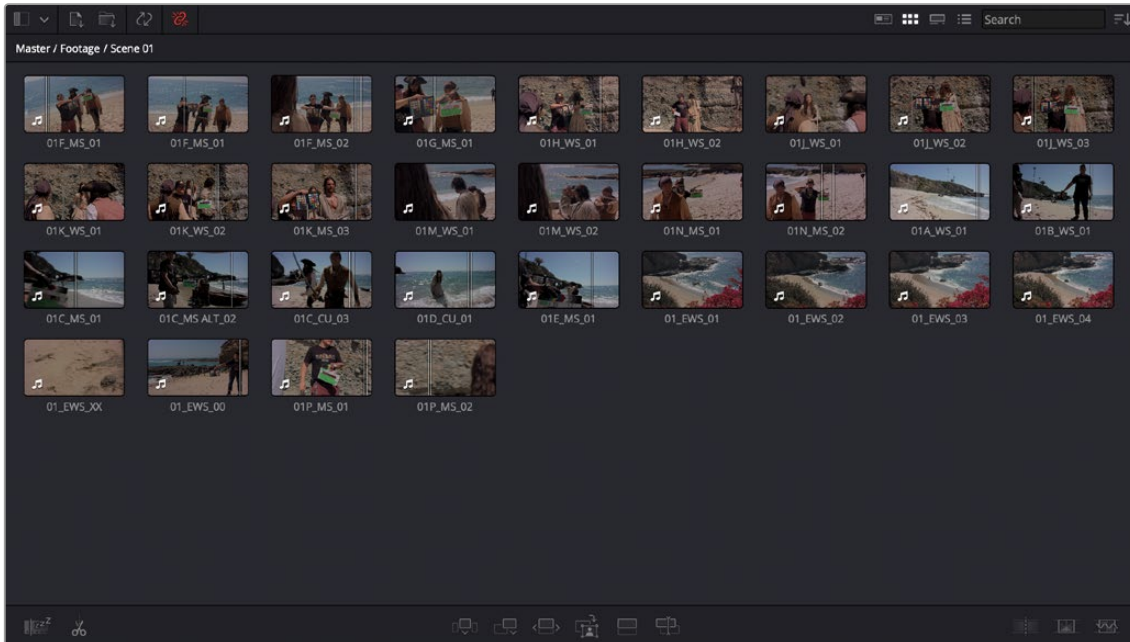 Search
Master / Footage / Scene 01
01F_MS_01 01F_MS_01 01F_MS_02 01G_MS_01 01H_WS_01 01H_WS_02 01J_WS_01 01J_WS_02 01J_WS_03
01K_WS_01 01K_WS_02 01K_MS_03 01M_WS_01 01M_WS_02 01N_MS_01 01N_MS_02 01A_WS_01 01B_WS_01
01C_MS_01 01C_MS ALT_02 01C_CU_03 01D_CU_01 01E_MS_01 01_EWS_01 01_EWS_02 01_EWS_03 01_EWS_04
01_EWS_XX 01_EWS_00 01P_MS_01 01P_MS_02